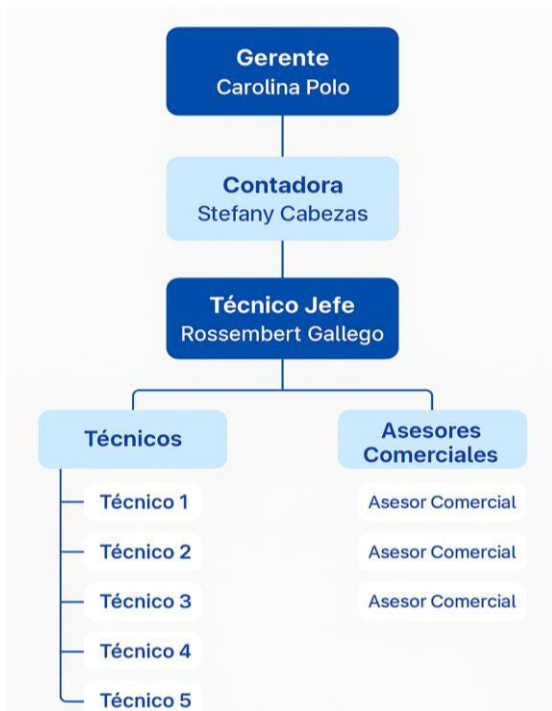 Gerente
Carolina Polo
Contadora
Stefany Cabezas
Técnico Jefe
Rossembert Gallego
Técnicos
Técnico 1
Técnico 2
Técnico 3
Técnico 4
Técnico 5
Asesores
Comerciales
Asesor Comercial
Asesor Comercial
Asesor Comercial